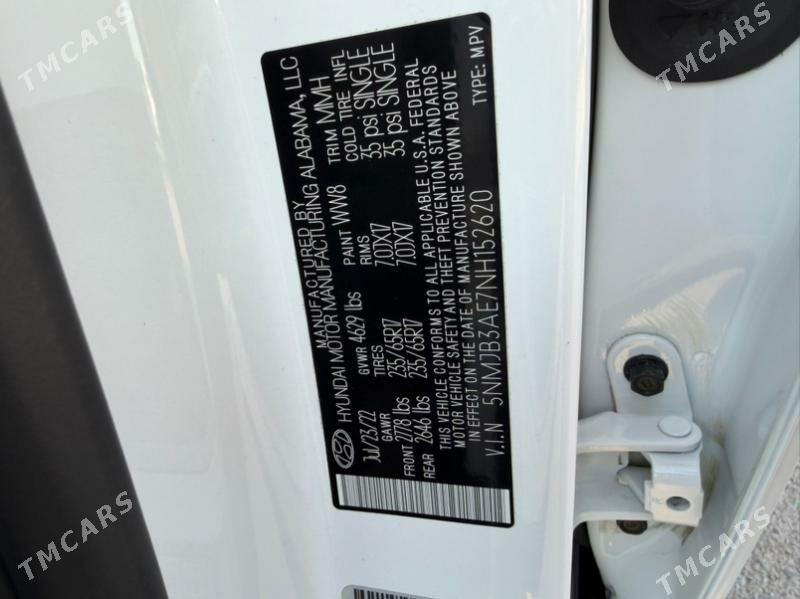 MANUFACTURED BY
HYUNDAI MOTOR MANUFACTURING ALABAMA, LLC
JUL/23/22 GVWR 4629 lbs PAINT WW8 TRIM MMH
GAWR TIRES RIMS COLD TIRE INFL
FRONT 2778 lbs 235/65R17 7.0JX17 35 psi : SINGLE
REAR 2646 lbs 235/65R17 7.0JX17 35 psi : SINGLE
THIS VEHICLE CONFORMS TO ALL APPLICABLE U.S.A. FEDERAL
MOTOR VEHICLE SAFETY AND THEFT PREVENTION STANDARDS
IN EFFECT ON THE DATE OF MANUFACTURE SHOWN ABOVE
V.I.N 5NMJB3AE7NH152620 TYPE: MPV
TMCARS
TMCARS
TMCARS
TMCARS
TMCARS